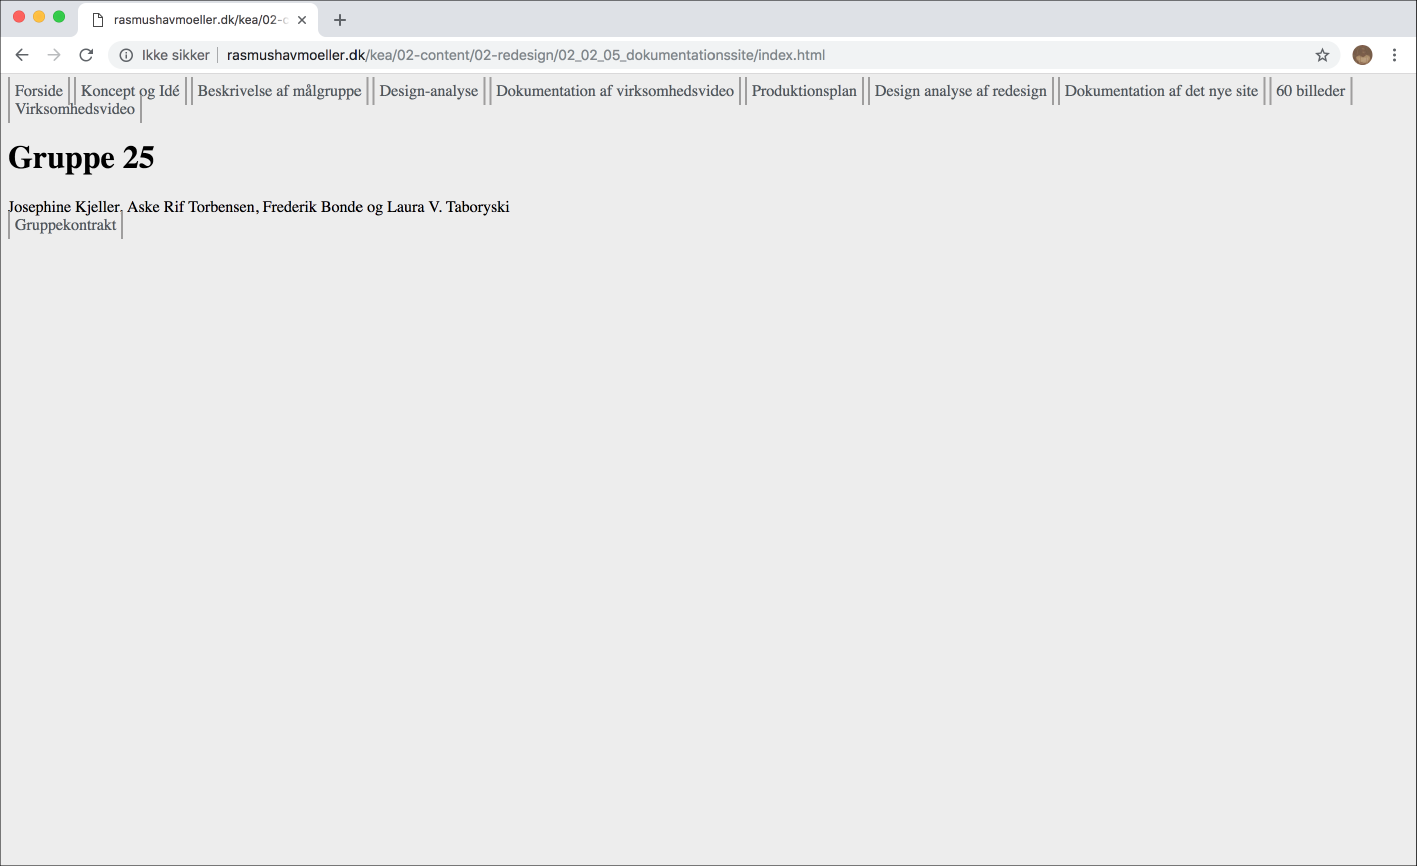 rasmushavmoeller.dk/kea/02-c
Ikke sikker rasmushavmoeller.dk/kea/02-content/02-redesign/02_02_05_dokumentationssite/index.html
Forside Koncept og Idé Beskrivelse af målgruppe Design-analyse Dokumentation af virksomhedsvideo Produktionsplan Design analyse af redesign Dokumentation af det nye site 60 billeder
Virksomhedsvideo
Gruppe 25
Josephine Kjeller, Aske Rif Torbensen, Frederik Bonde og Laura V. Taboryski
Gruppekontrakt